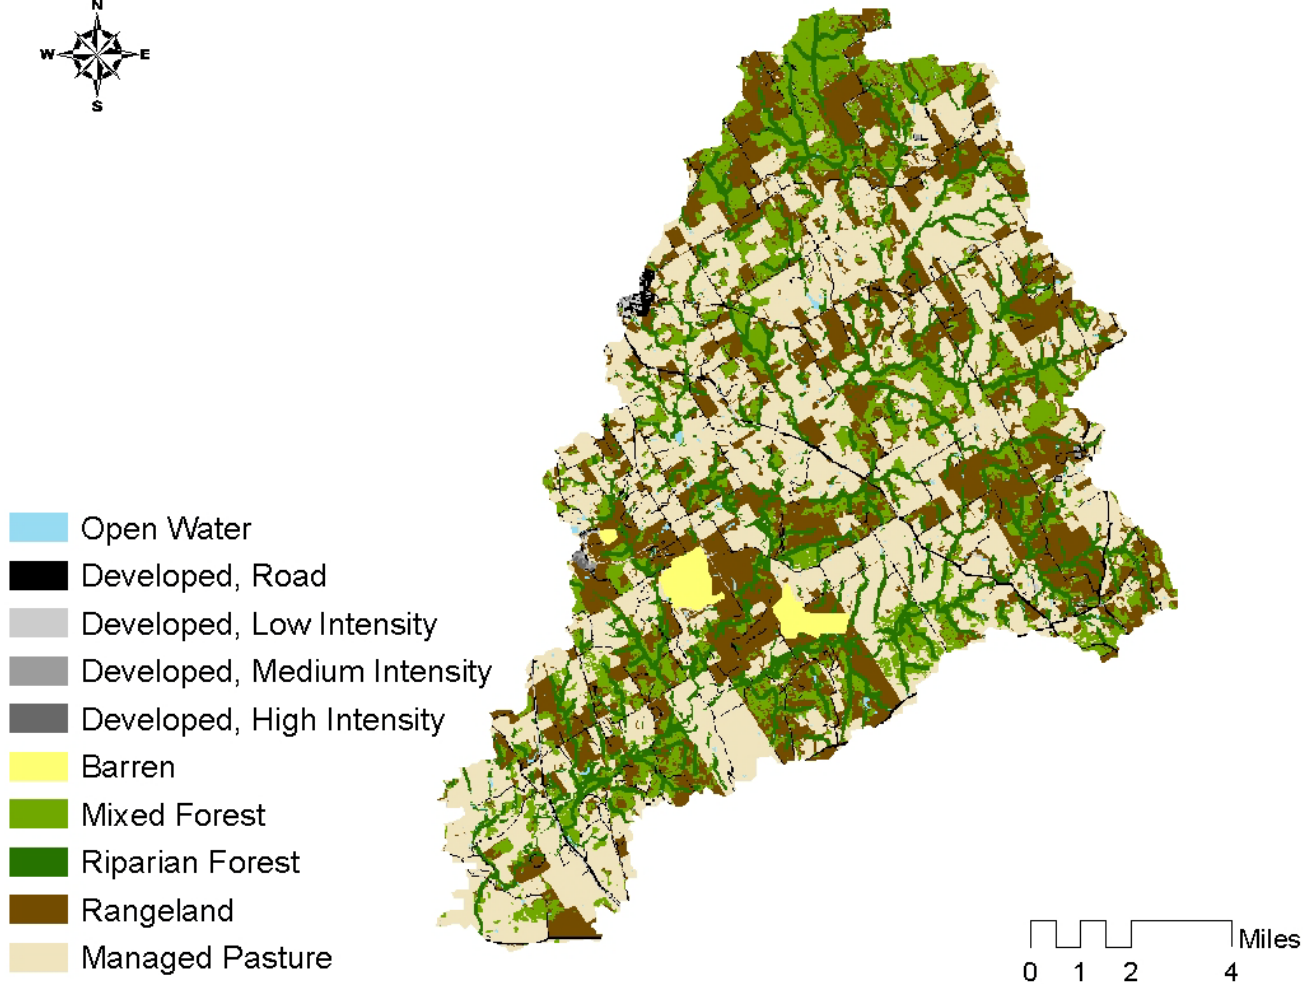 N
W E
S
Open Water
Developed, Road
Developed, Low Intensity
Developed, Medium Intensity
Developed, High Intensity
Barren
Mixed Forest
Riparian Forest
Rangeland
Managed Pasture
Miles
0 1 2 4